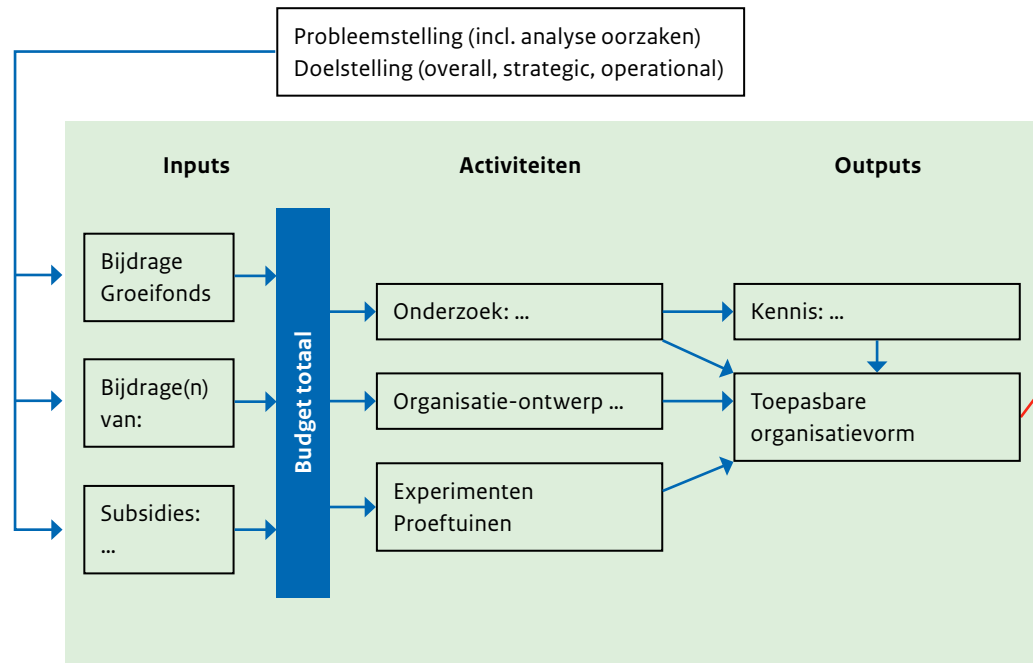 Probleemstelling (incl. analyse oorzaken)
Doelstelling (overall, strategic, operational)
Inputs
Activiteiten
Outputs
Bijdrage
Groeifonds
Bijdrage(n)
van:
Subsidies:
...
Budget totaal
Onderzoek: ...
Organisatie-ontwerp ...
Experimenten
Proeftuinen
Kennis: ...
Toepasbare
organisatievorm